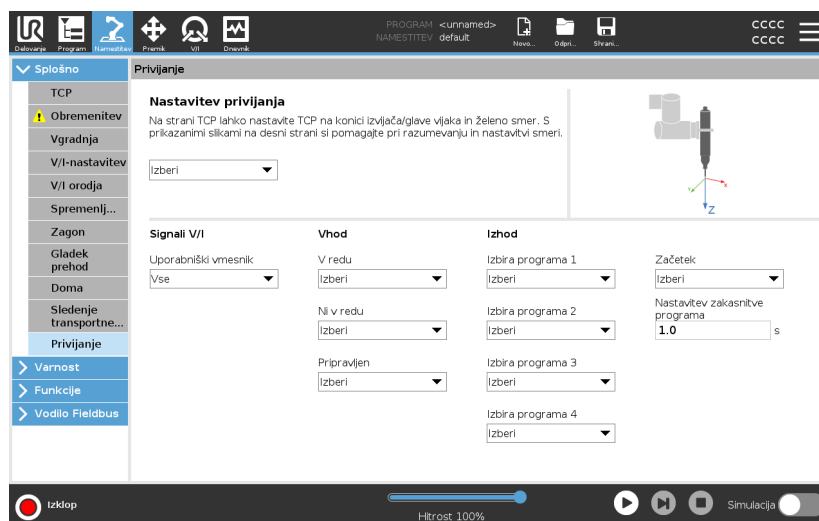 PROGRAM <unnamed>
NAMESTITEV default
cccc
cccc
Delovanje Program Namestitev Premik V/I Dnevnik Novo... Odpri... Shrani...
Splošno
TCP
Obremenitev
Vgradnja
V/I-nastavitev
V/I orodja
Spremenlj...
Zagon
Gladek
prehod
Doma
Sledenje
transportne...
Privijanje
Varnost
Funkcije
Vodilo Fieldbus
Privijanje
Nastavitev privijanja
Na strani TCP lahko nastavite TCP na konici izvijača/glave vijaka in želeno smer. S
prikazanimi slikami na desni strani si pomagajte pri razumevanju in nastavitvi smeri.
Izberi
y
x
Z
Signali V/I
Uporabniški vmesnik
Vse
Vhod
V redu
Izberi
Ni v redu
Izberi
Pripravljen
Izberi
Izhod
Izbira programa 1
Izberi
Izbira programa 2
Izberi
Izbira programa 3
Izberi
Izbira programa 4
Izberi
Začetek
Izberi
Nastavitev zakasnitve
programa
1.0 s
Izklop
Hitrost 100%
Simulacija